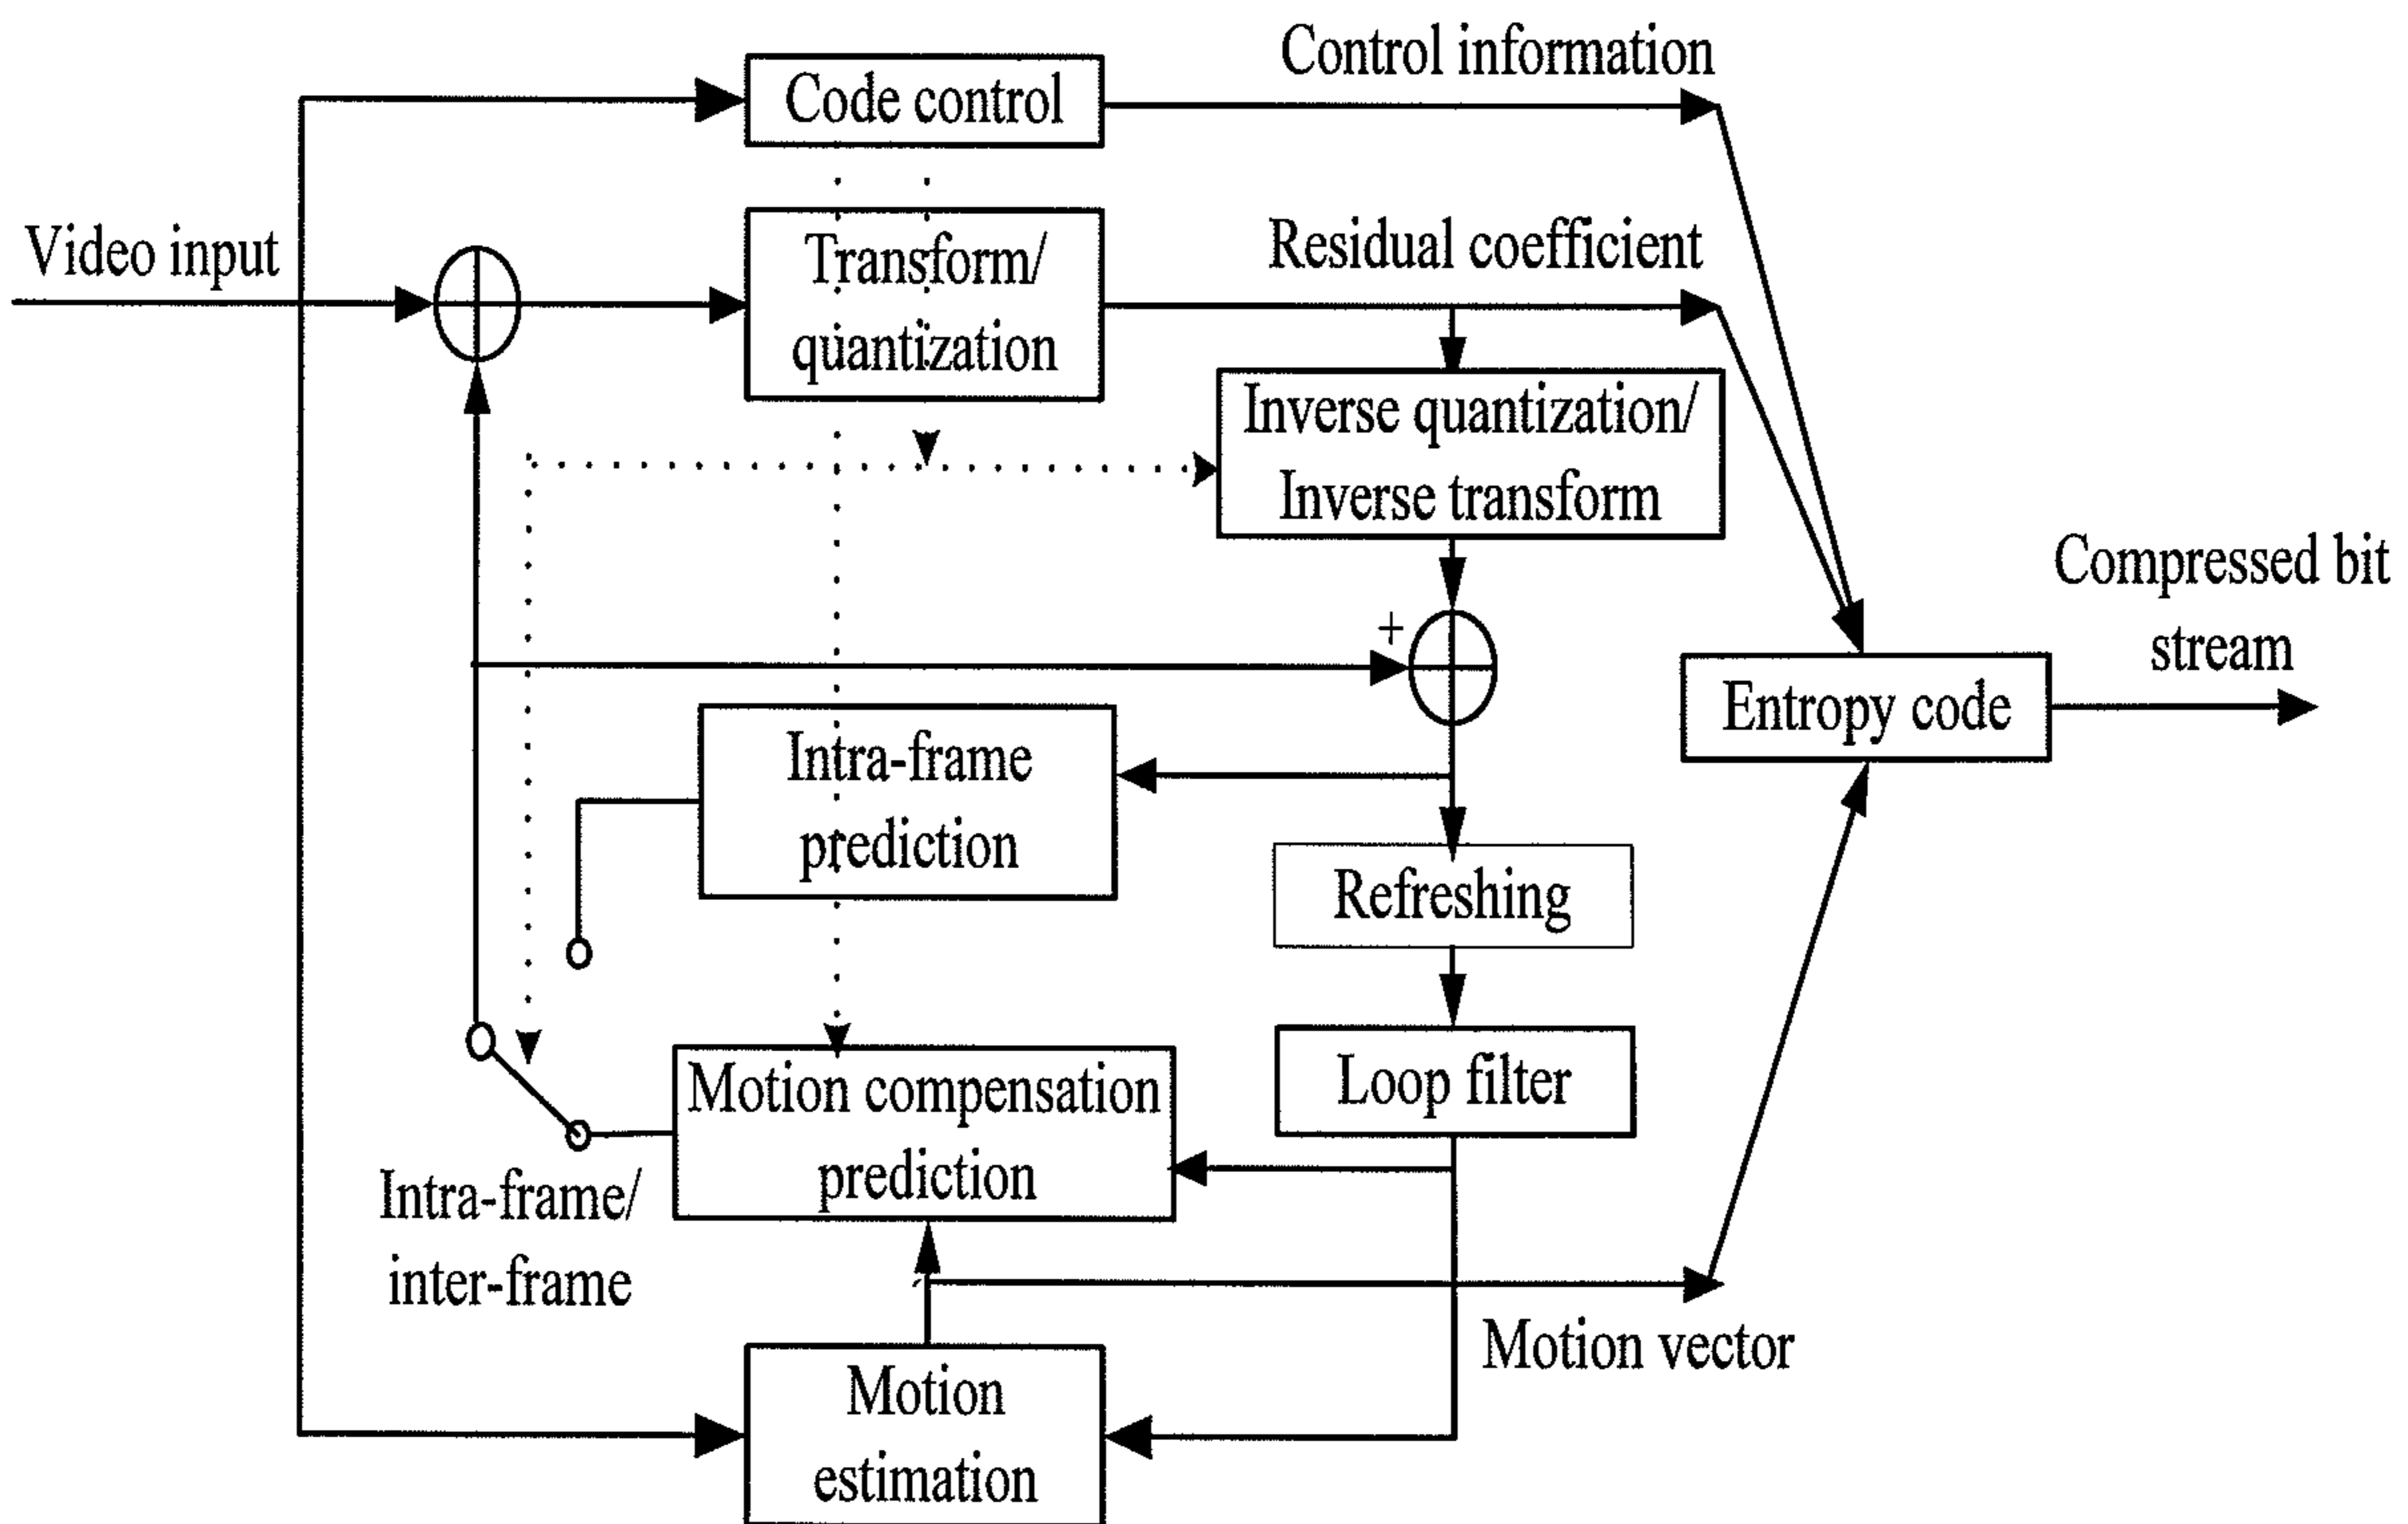 Control information
Code control
Video input
Transform/
quantization
Residual coefficient
Inverse quantization/
Inverse transform
Compressed bit
stream
+
Entropy code
Intra-frame
prediction
Refreshing
Loop filter
Motion compensation
prediction
Intra-frame/
inter-frame
Motion vector
Motion
estimation